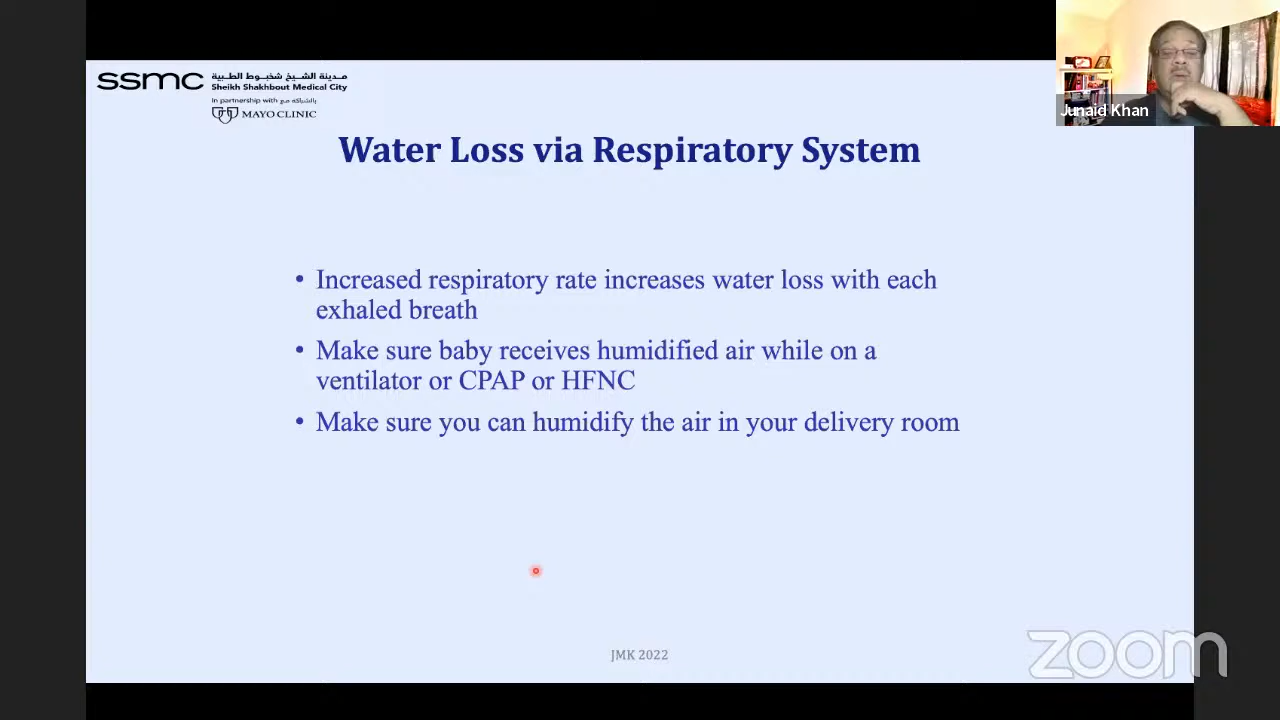 ssmc
مدينة الشيخ شخبوط الطبية
Sheikh Shakhbout Medical City
In partnership with بالشراكة مع
MAYO CLINIC
Junaid Khan
Water Loss via Respiratory System
• Increased respiratory rate increases water loss with each
exhaled breath
• Make sure baby receives humidified air while on a
ventilator or CPAP or HFNC
• Make sure you can humidify the air in your delivery room
JMK 2022
zoom